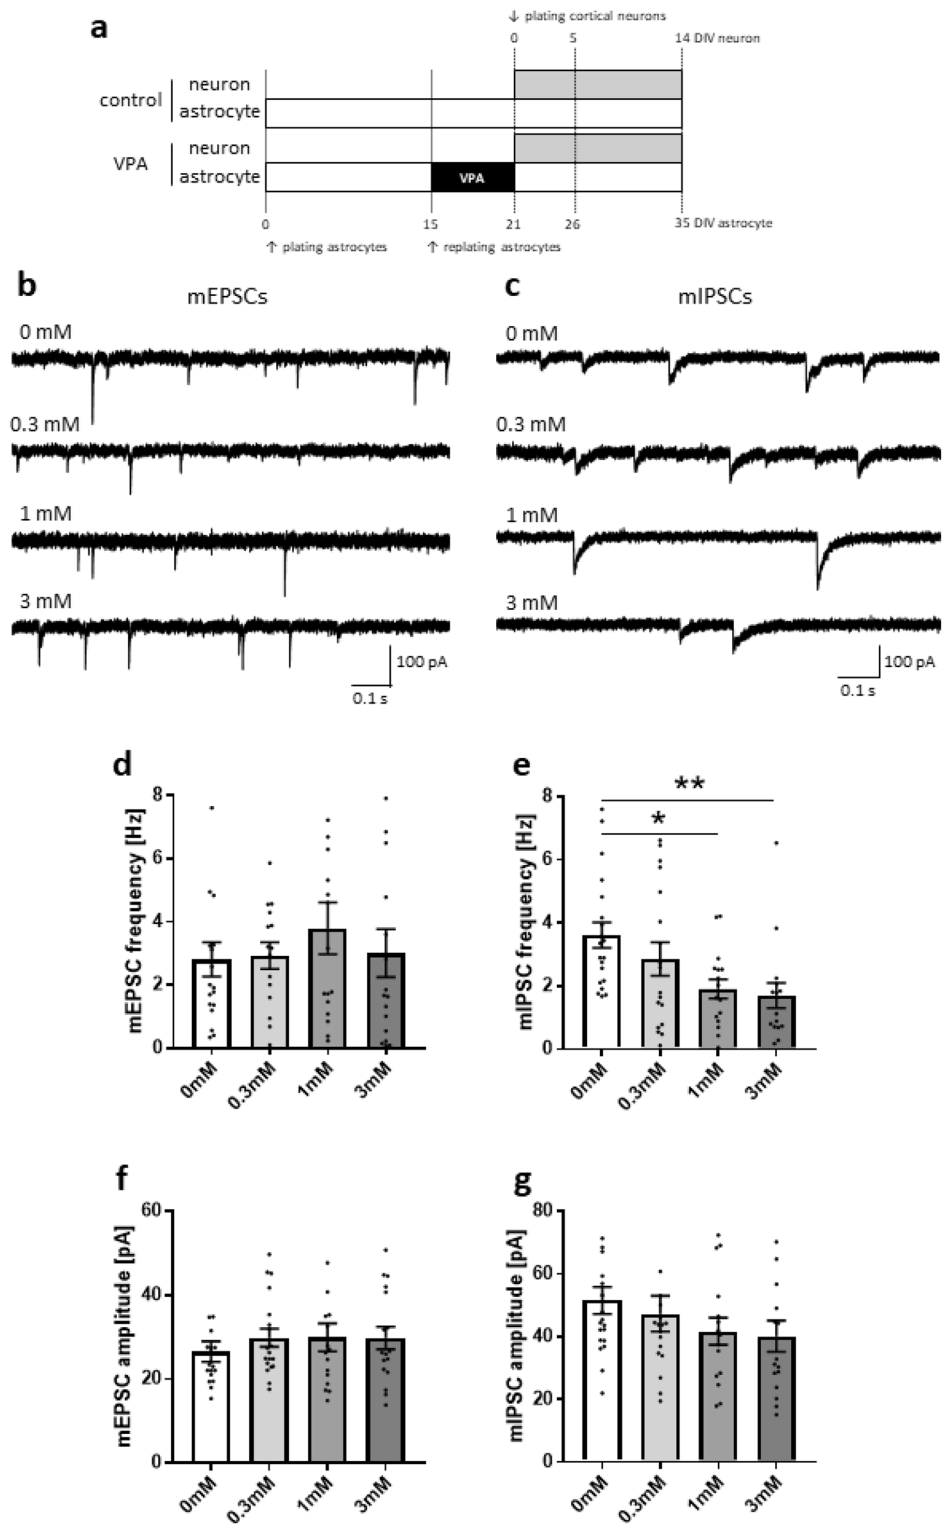 a
↓ plating cortical neurons
0 5 14 DIV neuron
control
neuron
astrocyte
VPA
neuron
astrocyte
VPA
0 15 21 26 35 DIV astrocyte
↑ plating astrocytes ↑ replating astrocytes
b
mEPSCs
0 mM
0.3 mM
1 mM
3 mM
100 pA
0.1 s
c
mIPSCs
0 mM
0.3 mM
1 mM
3 mM
100 pA
0.1 s
d
mEPSC frequency [Hz]
8
6
4
2
0
0mM 0.3mM 1mM 3mM
e
mIPSC frequency [Hz]
8
6
4
2
0
**
*
0mM 0.3mM 1mM 3mM
f
mEPSC amplitude [pA]
60
40
20
0
0mM 0.3mM 1mM 3mM
g
mIPSC amplitude [pA]
80
60
40
20
0
0mM 0.3mM 1mM 3mM